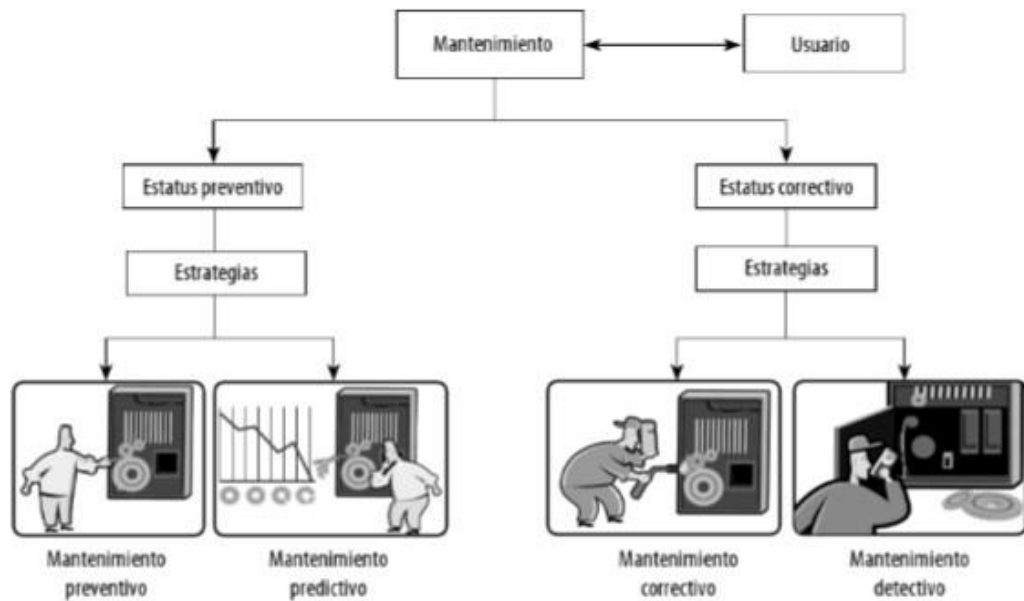 Mantenimiento
Usuario
Estatus preventivo
Estatus correctivo
Estrategias
Estrategias
Mantenimiento
preventivo
Mantenimiento
predictivo
Mantenimiento
correctivo
Mantenimiento
detectivo